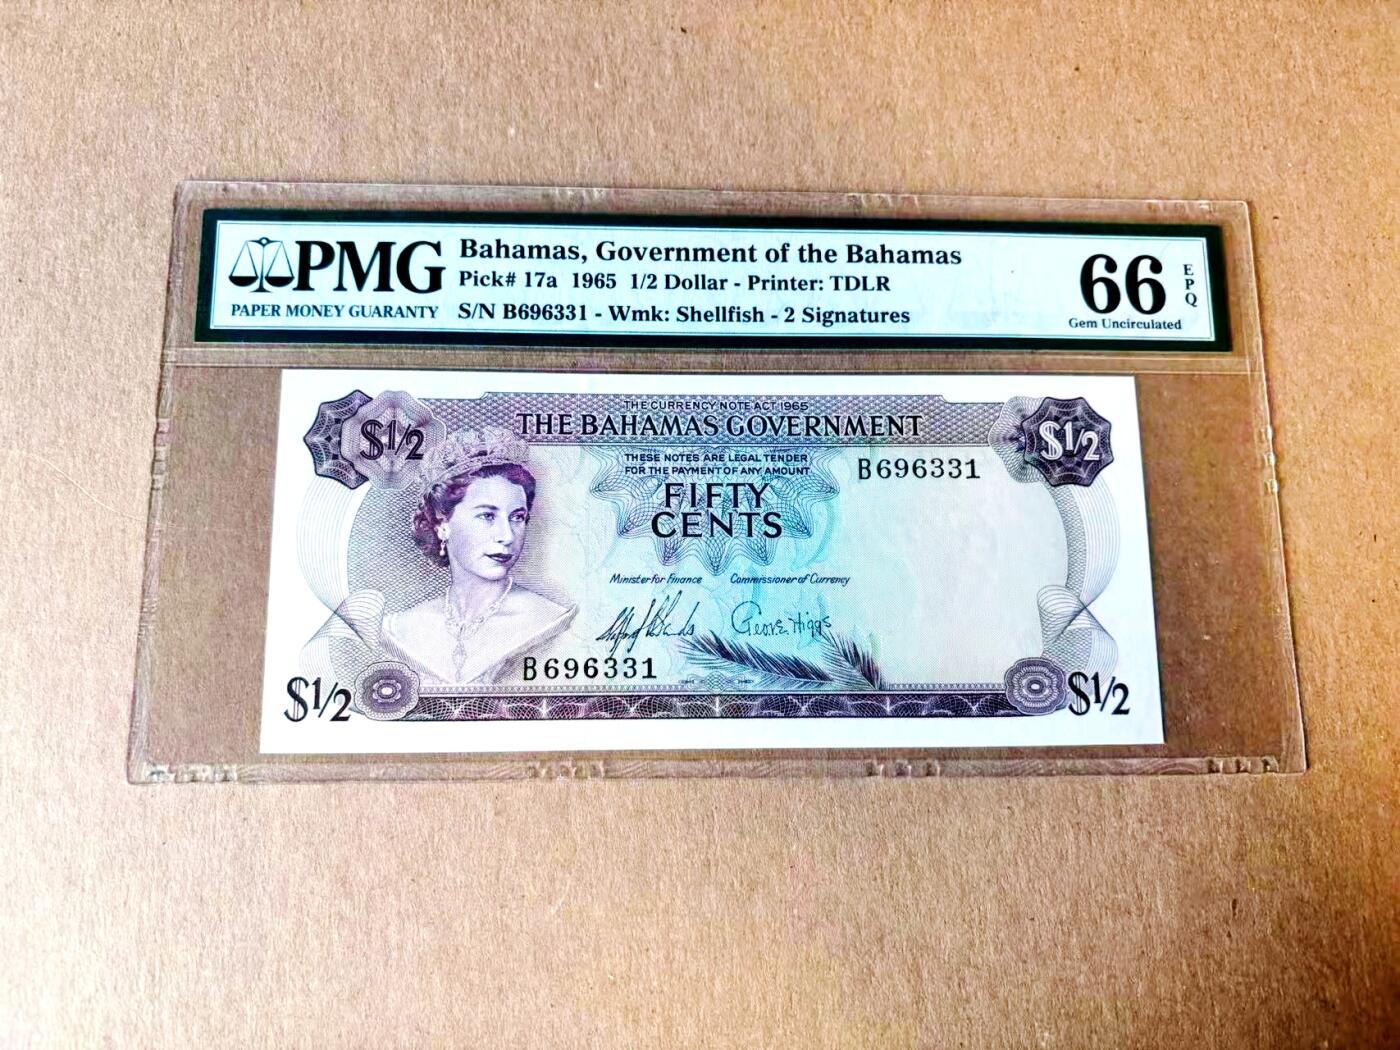 PMG
PAPER MONEY GUARANTY
Bahamas, Government of the Bahamas
Pick# 17a 1965 1/2 Dollar - Printer: TDLR
S/N B696331 - Wmk: Shellfish - 2 Signatures
66
EPQ
Gem Uncirculated
THE CURRENCY NOTE ACT 1965
THE BAHAMAS GOVERNMENT
$1/2
$1/2
THESE NOTES ARE LEGAL TENDER
FOR THE PAYMENT OF ANY AMOUNT
B696331
FIFTY
CENTS
Minister for Finance Commissioner of Currency
George Higgs
B696331
$1/2
$1/2